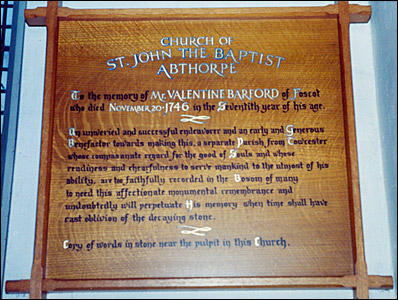 CHURCH OF
ST. JOHN THE BAPTIST
ABTHORPE
To the memory of Mr. VALENTINE BARFORD of Foscot
who died NOVEMBER 20·1746 in the Seventith year of his age.
An unveried and successful endeavorer and an early and Generous
Benefactor towards making this, a separate Parish from Towcester
whose compassionate regard for the good of Souls and whose
readiness and chearfulness to serve mankind to the utmost of his
ability, are too faithfully recorded in the Bosom of many
to need this affectionate monumental remembrance and
undoubtedly will perpetuate His memory when time shall have
cast oblivion of the decaying stone.
Copy of words in stone near the pulpit in this Church.